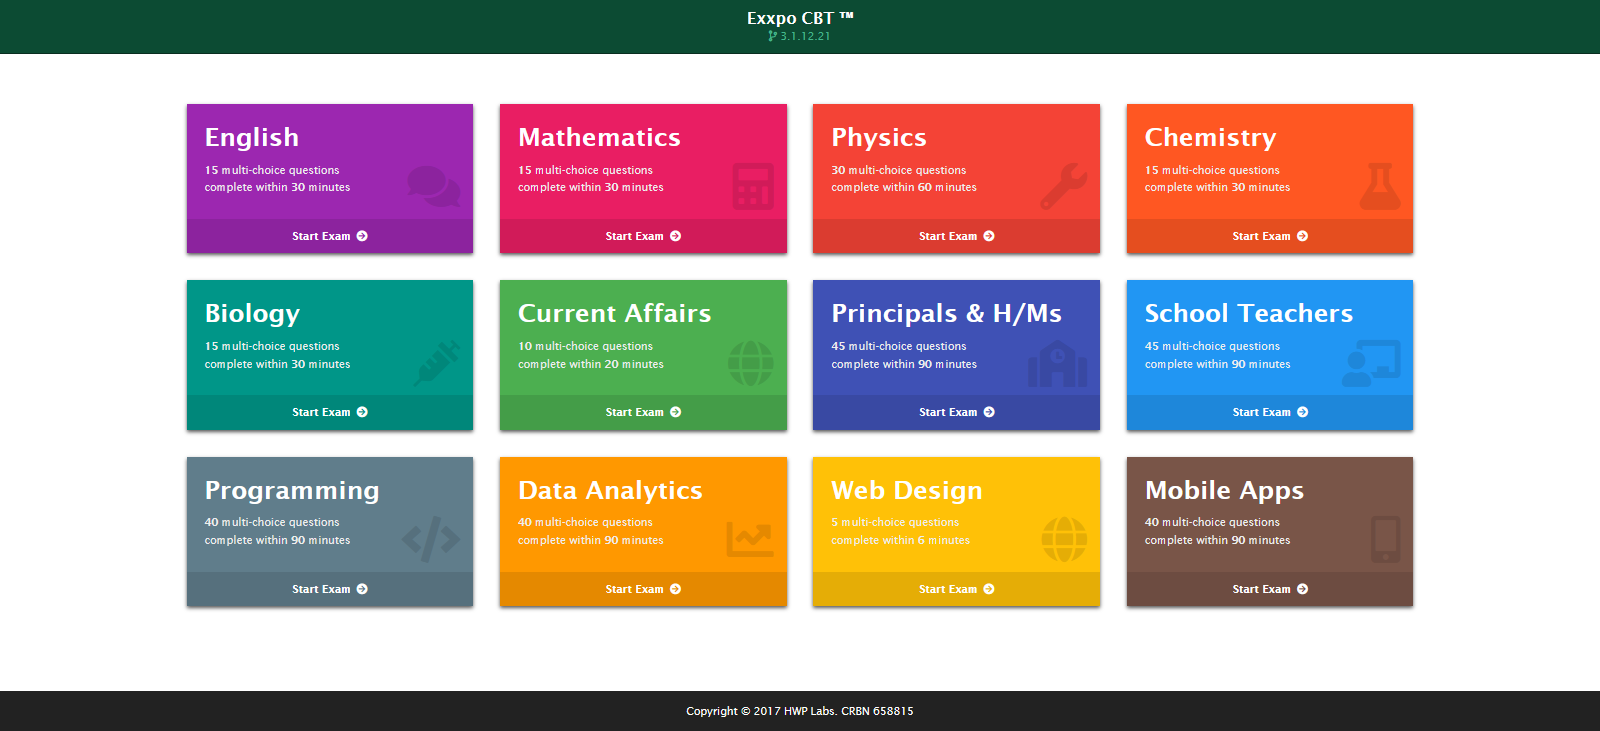 Exxpo CBT ™
3.1.12.21
English
15 multi-choice questions
complete within 30 minutes
Start Exam
Mathematics
15 multi-choice questions
complete within 30 minutes
Start Exam
Physics
30 multi-choice questions
complete within 60 minutes
Start Exam
Chemistry
15 multi-choice questions
complete within 30 minutes
Start Exam
Biology
15 multi-choice questions
complete within 30 minutes
Start Exam
Current Affairs
10 multi-choice questions
complete within 20 minutes
Start Exam
Principals & H/Ms
45 multi-choice questions
complete within 90 minutes
Start Exam
School Teachers
45 multi-choice questions
complete within 90 minutes
Start Exam
Programming
40 multi-choice questions
complete within 90 minutes
Start Exam
Data Analytics
40 multi-choice questions
complete within 90 minutes
Start Exam
Web Design
5 multi-choice questions
complete within 6 minutes
Start Exam
Mobile Apps
40 multi-choice questions
complete within 90 minutes
Start Exam
Copyright © 2017 HWP Labs. CRBN 658815